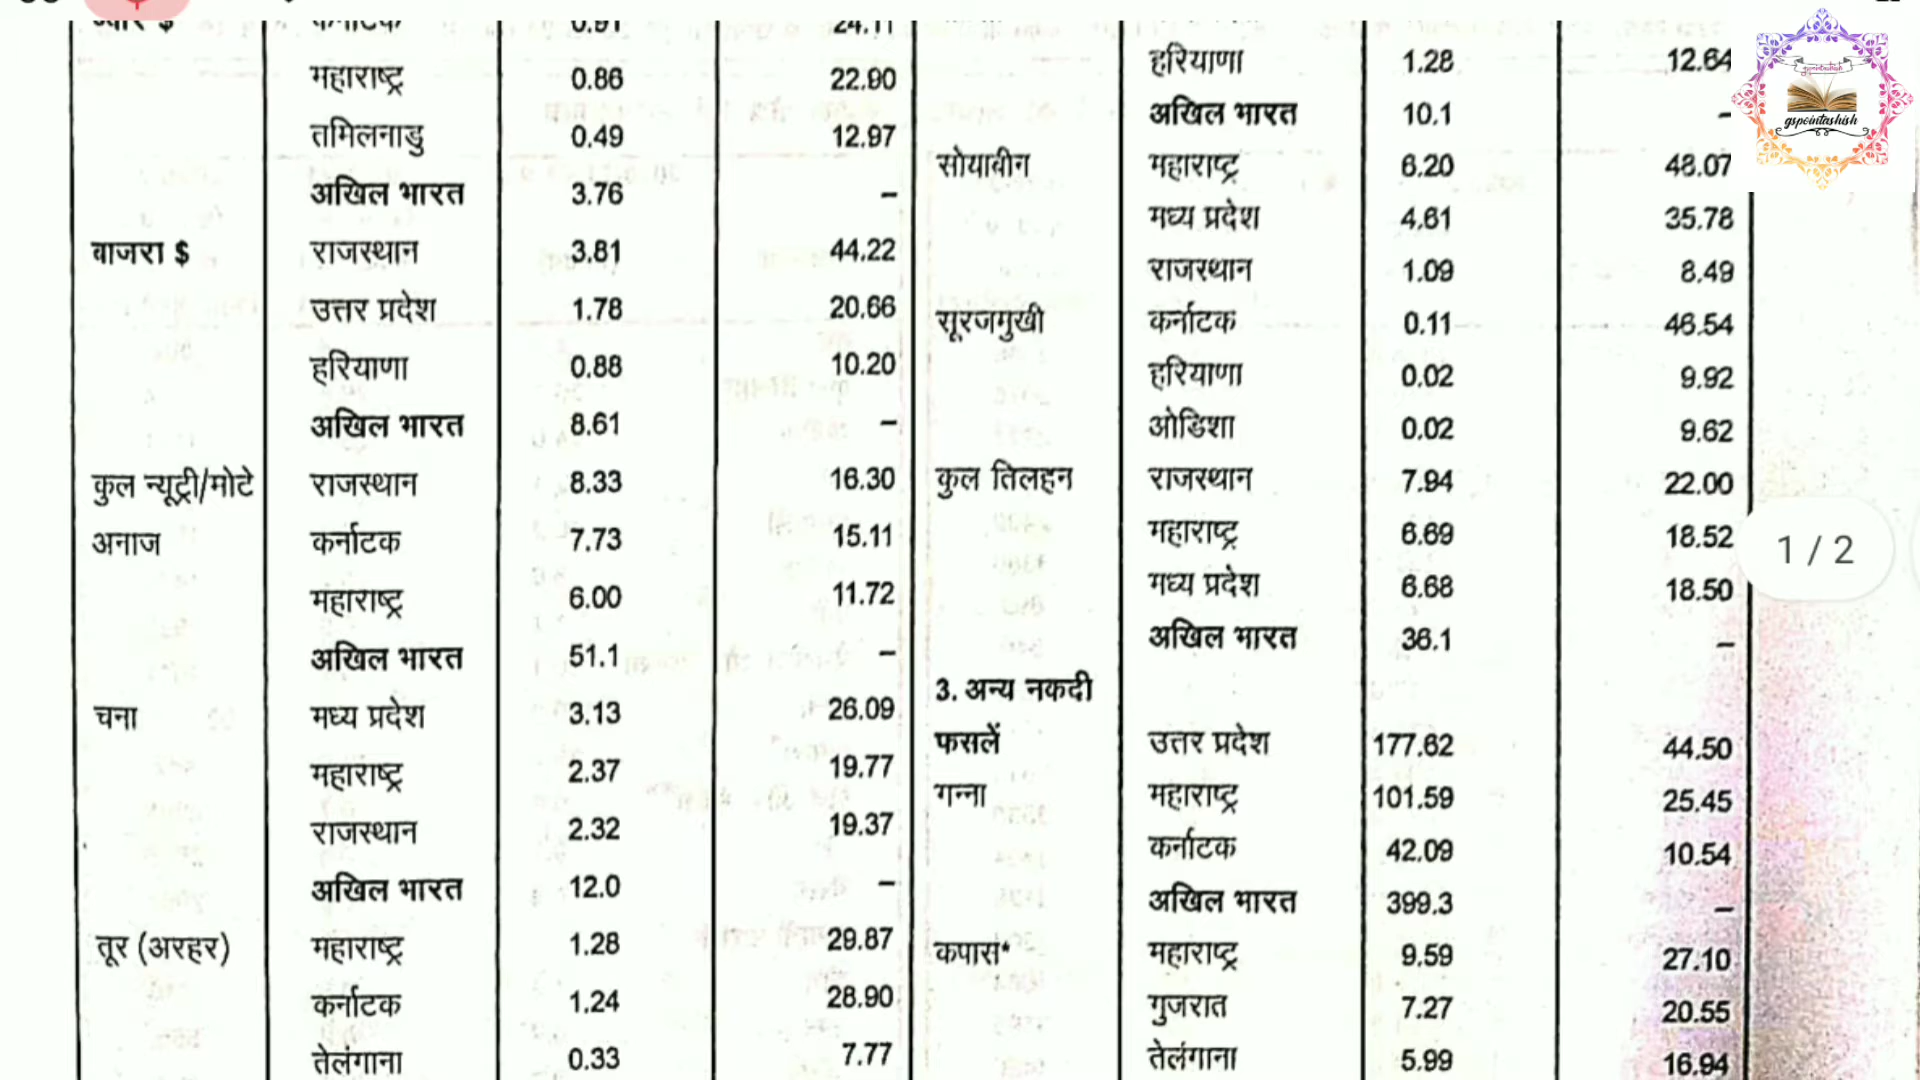 ज्वार $ कर्नाटक 0.91 24.11
महाराष्ट्र 0.86 22.90
तमिलनाडु 0.49 12.97
अखिल भारत 3.76 –
बाजरा $ राजस्थान 3.81 44.22
उत्तर प्रदेश 1.78 20.66
हरियाणा 0.88 10.20
अखिल भारत 8.61 –
कुल न्यूट्री/मोटे राजस्थान 8.33 16.30
अनाज कर्नाटक 7.73 15.11
महाराष्ट्र 6.00 11.72
अखिल भारत 51.1 –
चना मध्य प्रदेश 3.13 26.09
महाराष्ट्र 2.37 19.77
राजस्थान 2.32 19.37
अखिल भारत 12.0 –
तूर (अरहर) महाराष्ट्र 1.28 29.87
कर्नाटक 1.24 28.90
तेलंगाना 0.33 7.77
हरियाणा 1.28 12.64
अखिल भारत 10.1 –
सोयाबीन महाराष्ट्र 6.20 48.07
मध्य प्रदेश 4.61 35.78
राजस्थान 1.09 8.49
सूरजमुखी कर्नाटक 0.11 46.54
हरियाणा 0.02 9.92
ओडिशा 0.02 9.62
कुल तिलहन राजस्थान 7.94 22.00
महाराष्ट्र 6.69 18.52
मध्य प्रदेश 6.68 18.50
अखिल भारत 36.1 –
3. अन्य नकदी
फसलें उत्तर प्रदेश 177.62 44.50
गन्ना महाराष्ट्र 101.59 25.45
कर्नाटक 42.09 10.54
अखिल भारत 399.3 –
कपास* महाराष्ट्र 9.59 27.10
गुजरात 7.27 20.55
तेलंगाना 5.99 16.94
gspointashish
gspointashish
1 / 2